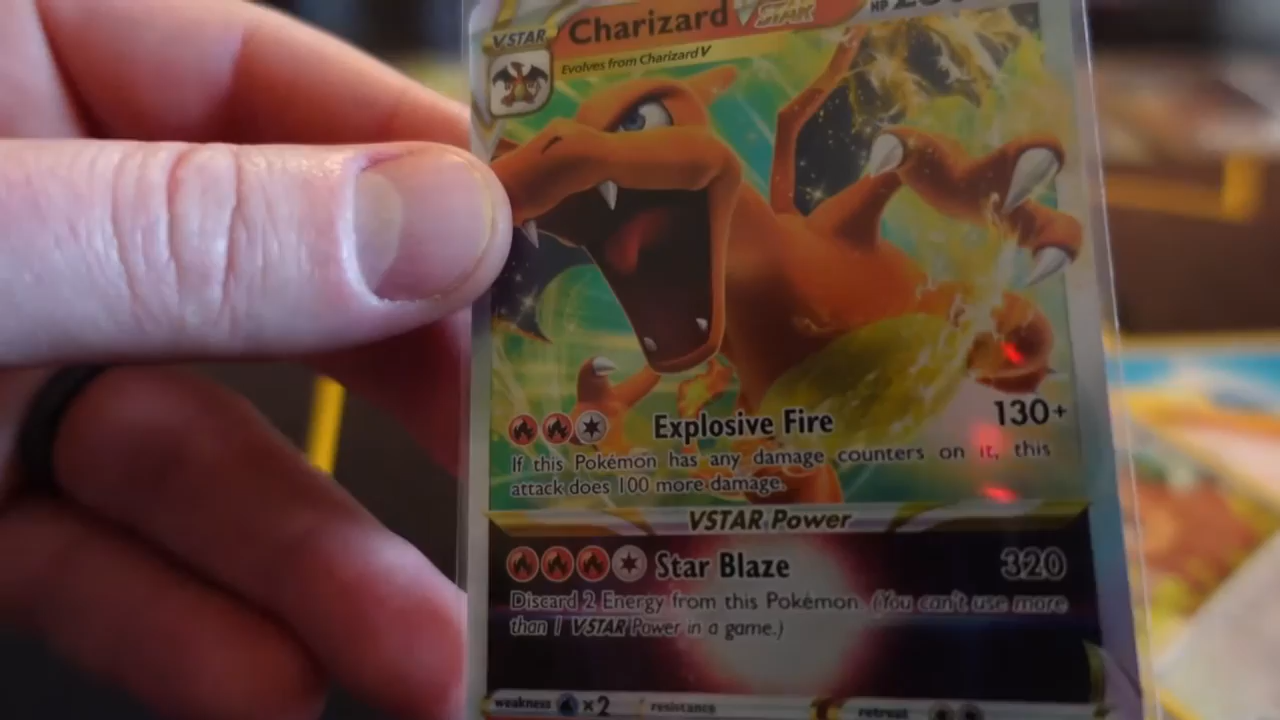 VSTAR Charizard VSTAR HP
Evolves from Charizard V
Explosive Fire 130+
If this Pokémon has any damage counters on it, this
attack does 100 more damage.
VSTAR Power
Star Blaze 320
Discard 2 Energy from this Pokémon. (You can't use more
than 1 VSTAR Power in a game.)
weakness ×2 resistance retreat